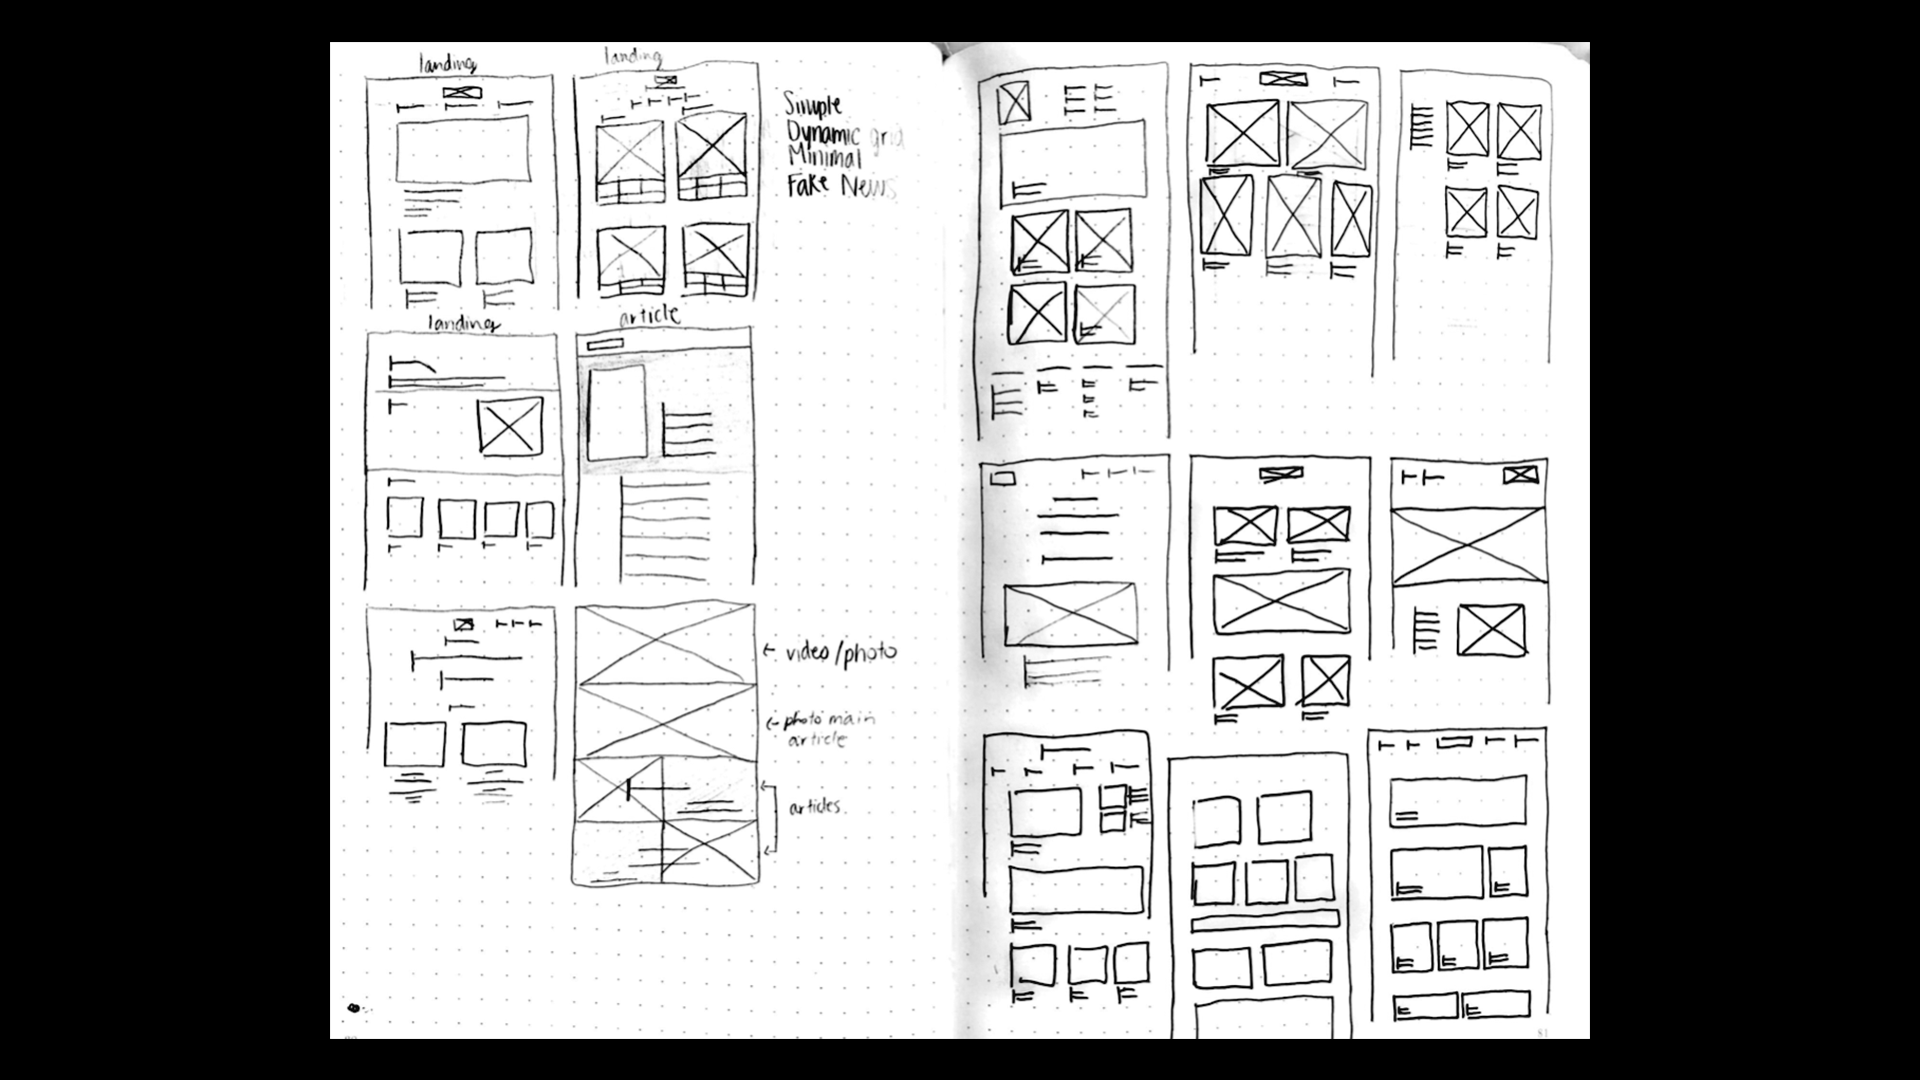 landing
landing
Simple
Dynamic grid
Minimal
Fake News
landing
article
← video/photo
← photo main
article
articles.
81